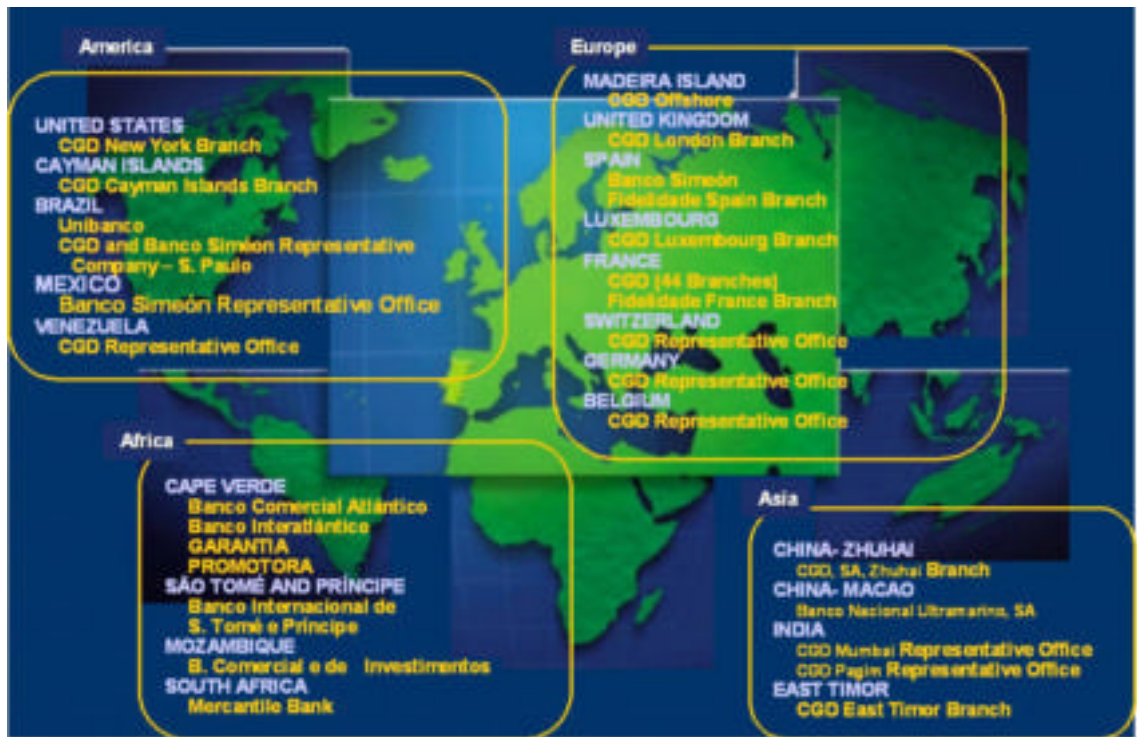 America
UNITED STATES
CGD New York Branch
CAYMAN ISLANDS
CGD Cayman Islands Branch
BRAZIL
Unibanco
CGD and Banco Siméon Representative
Company – S. Paulo
MEXICO
Banco Simeón Representative Office
VENEZUELA
CGD Representative Office
Europe
MADEIRA ISLAND
CGD Offshore
UNITED KINGDOM
CGD London Branch
SPAIN
Banco Simeón
Fidelidade Spain Branch
LUXEMBOURG
CGD Luxembourg Branch
FRANCE
CGD (44 Branches)
Fidelidade France Branch
SWITZERLAND
CGD Representative Office
GERMANY
CGD Representative Office
BELGIUM
CGD Representative Office
Africa
CAPE VERDE
Banco Comercial Atlântico
Banco Interatlântico
GARANTIA
PROMOTORA
SÃO TOMÉ AND PRÍNCIPE
Banco Internacional de
S. Tomé e Principe
MOZAMBIQUE
B. Comercial e de Investimentos
SOUTH AFRICA
Mercantile Bank
Asia
CHINA- ZHUHAI
CGD, SA, Zhuhai Branch
CHINA- MACAO
Banco Nacional Ultramarino, SA
INDIA
CGD Mumbai Representative Office
CGD Pagim Representative Office
EAST TIMOR
CGD East Timor Branch